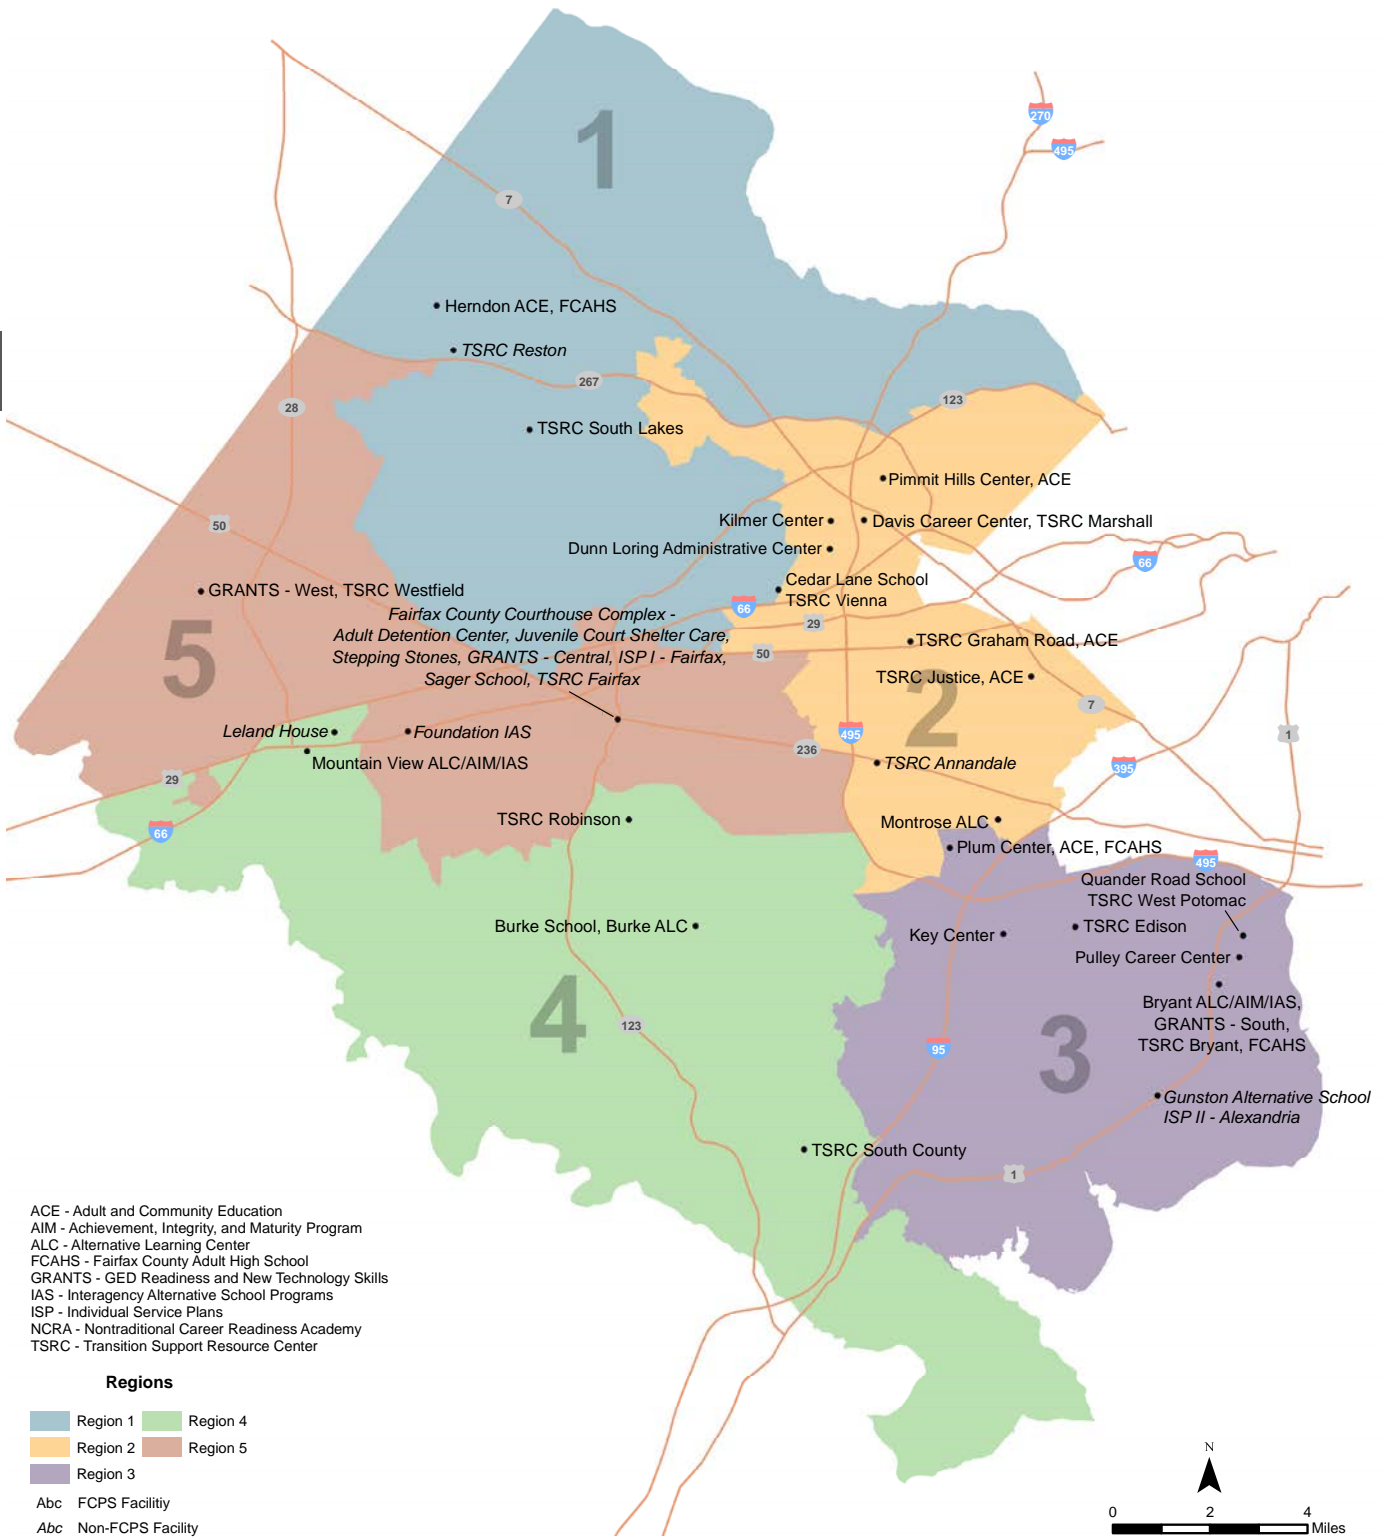 270
495
1
7
Herndon ACE, FCAHS
TSRC Reston
267
123
28
TSRC South Lakes
Pimmit Hills Center, ACE
50
Kilmer Center
Davis Career Center, TSRC Marshall
Dunn Loring Administrative Center
66
Cedar Lane School
TSRC Vienna
GRANTS - West, TSRC Westfield
66
29
Fairfax County Courthouse Complex -
Adult Detention Center, Juvenile Court Shelter Care,
Stepping Stones, GRANTS - Central, ISP I - Fairfax,
Sager School, TSRC Fairfax
50
TSRC Graham Road, ACE
5
TSRC Justice, ACE
2
7
Leland House
Foundation IAS
495
1
236
Mountain View ALC/AIM/IAS
TSRC Annandale
395
29
66
TSRC Robinson
Montrose ALC
Plum Center, ACE, FCAHS
495
Quander Road School
TSRC West Potomac
Burke School, Burke ALC
Key Center
TSRC Edison
Pulley Career Center
4
123
Bryant ALC/AIM/IAS,
GRANTS - South,
TSRC Bryant, FCAHS
95
3
Gunston Alternative School
ISP II - Alexandria
TSRC South County
1
ACE - Adult and Community Education
AIM - Achievement, Integrity, and Maturity Program
ALC - Alternative Learning Center
FCAHS - Fairfax County Adult High School
GRANTS - GED Readiness and New Technology Skills
IAS - Interagency Alternative School Programs
ISP - Individual Service Plans
NCRA - Nontraditional Career Readiness Academy
TSRC - Transition Support Resource Center
Regions
Region 1
Region 4
Region 2
Region 5
Region 3
Abc FCPS Facilitiy
Abc Non-FCPS Facility
N
0 2 4
Miles